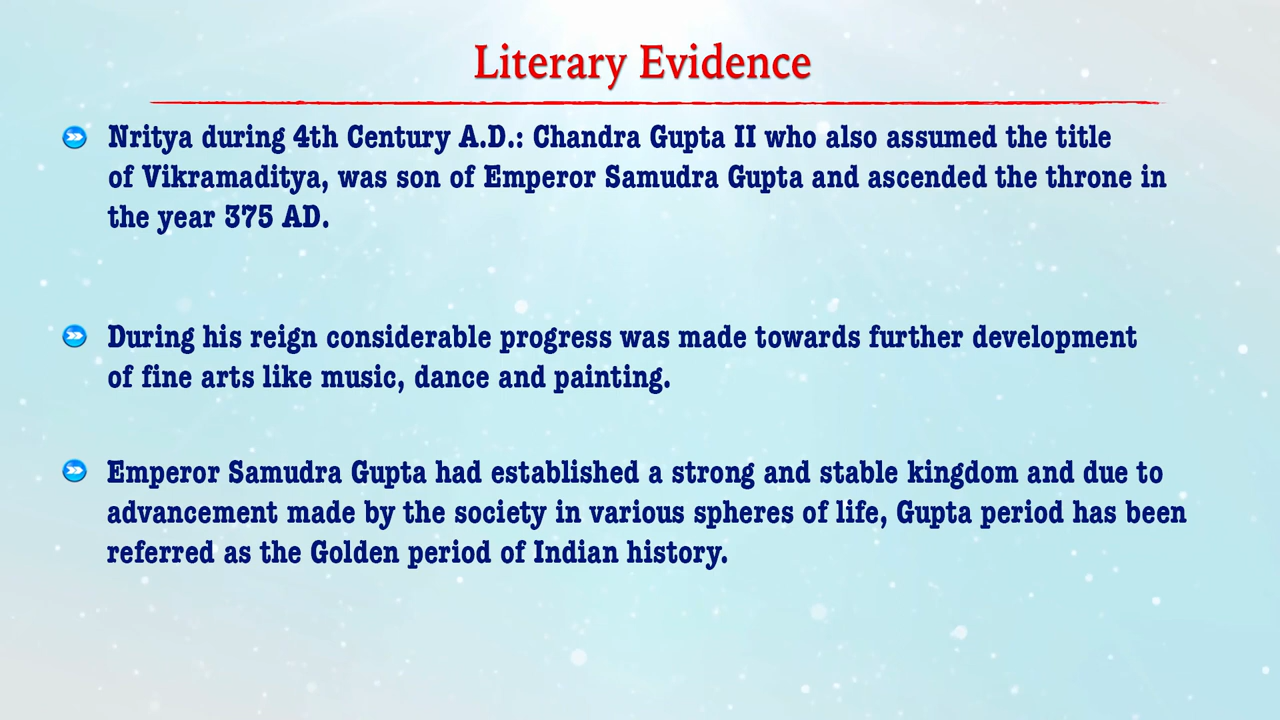 Literary Evidence
Nritya during 4th Century A.D.: Chandra Gupta II who also assumed the title
of Vikramaditya, was son of Emperor Samudra Gupta and ascended the throne in
the year 375 AD.
During his reign considerable progress was made towards further development
of fine arts like music, dance and painting.
Emperor Samudra Gupta had established a strong and stable kingdom and due to
advancement made by the society in various spheres of life, Gupta period has been
referred as the Golden period of Indian history.